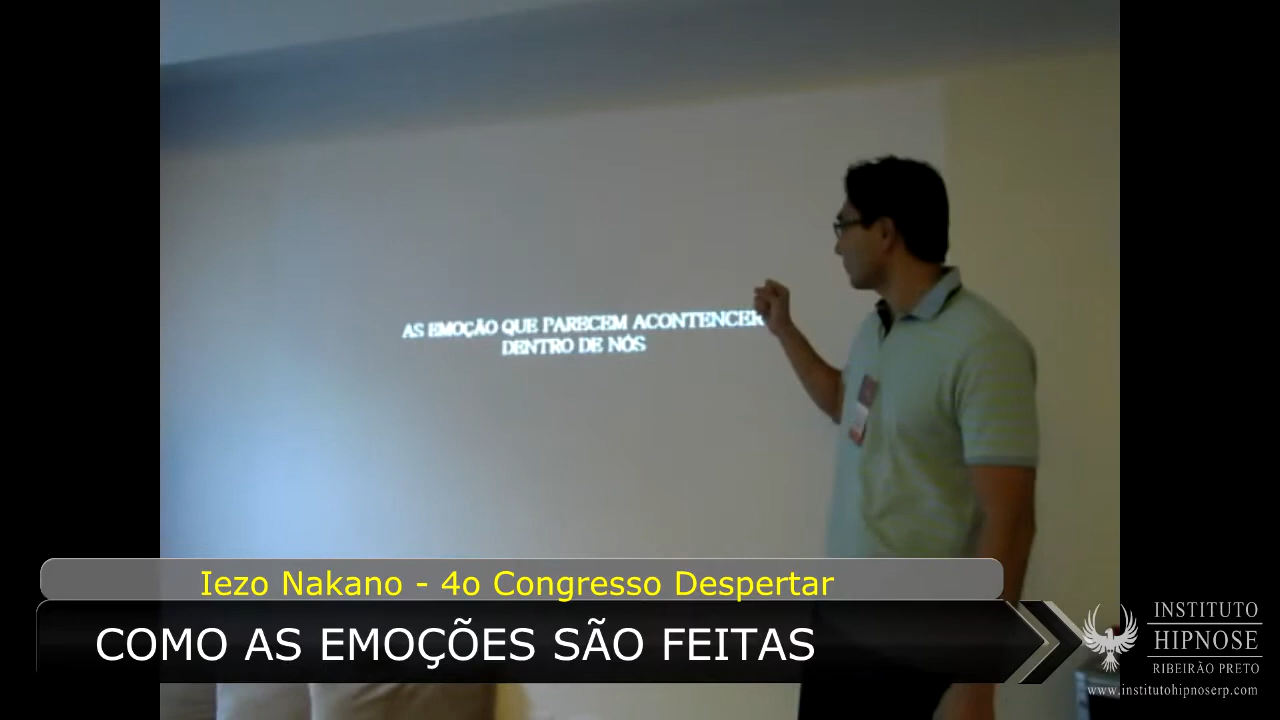 AS EMOÇÃO QUE PARECEM ACONTENCER
DENTRO DE NÓS
Iezo Nakano - 4o Congresso Despertar
COMO AS EMOÇÕES SÃO FEITAS
INSTITUTO
HIPNOSE
RIBEIRÃO PRETO
www.institutohipnoserp.com